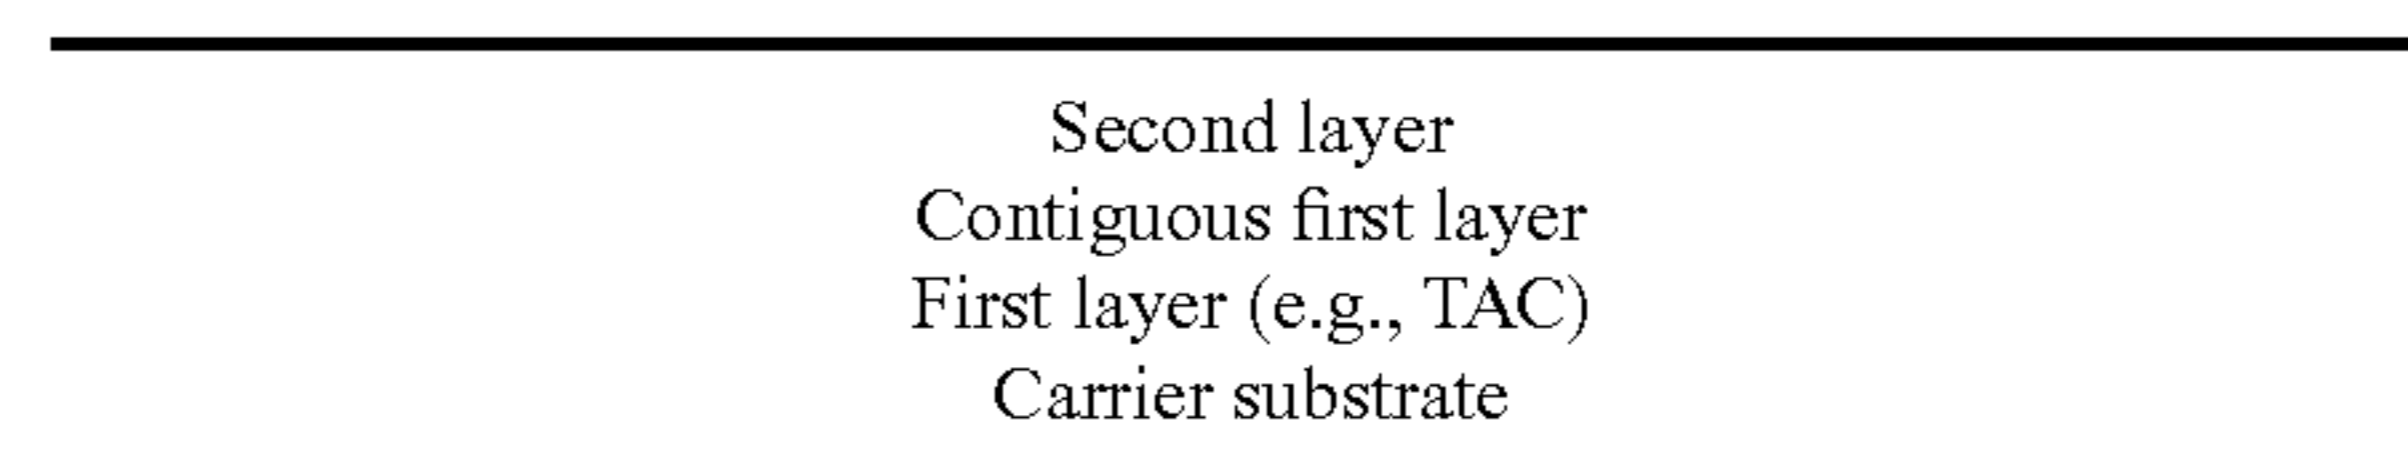 Second layer
Contiguous first layer
First layer (e.g., TAC)
Carrier substrate